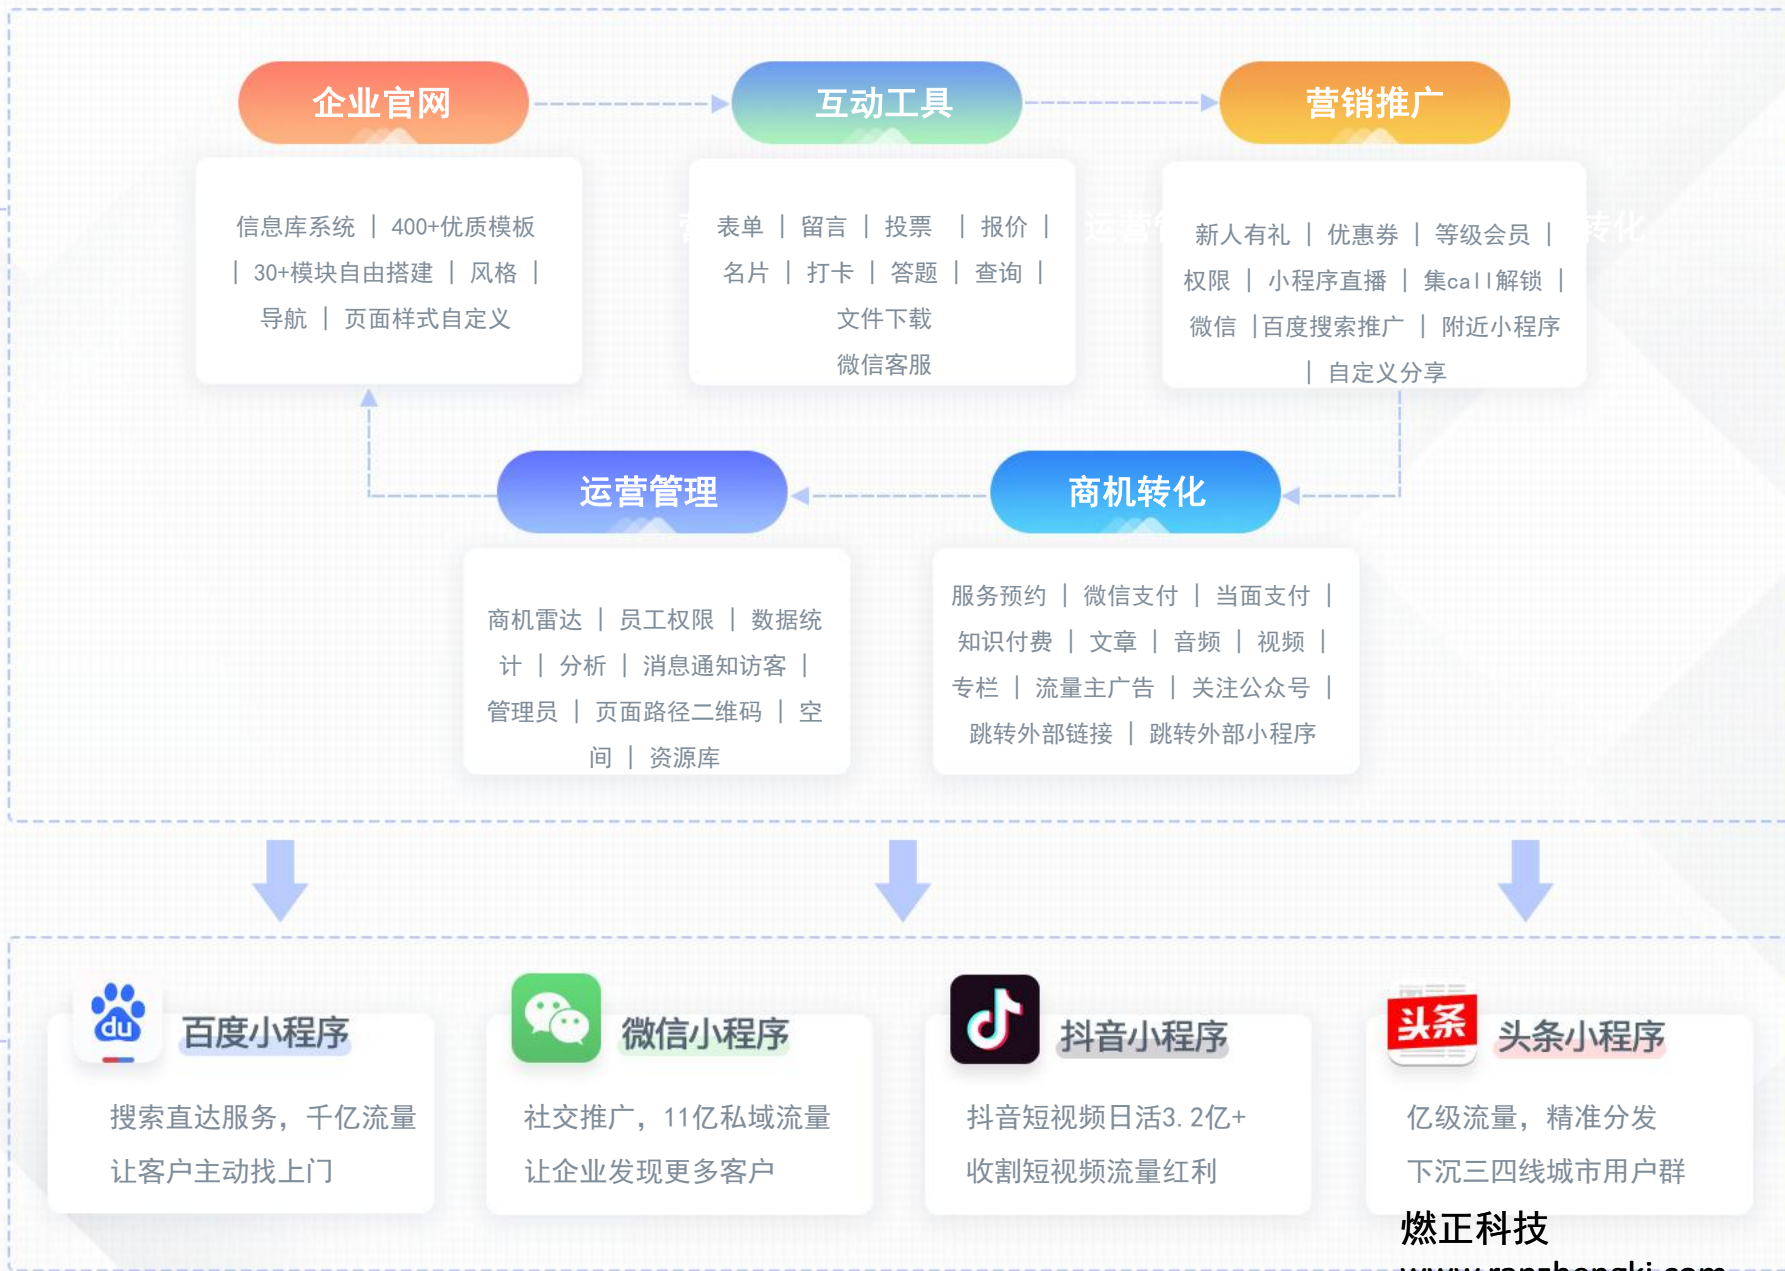 企业官网
互动工具
营销推广
信息库系统 | 400+优质模板
| 30+模块自由搭建 | 风格 |
导航 | 页面样式自定义
表单 | 留言 | 投票 | 报价 |
名片 | 打卡 | 答题 | 查询 |
文件下载
微信客服
运营管
转化
新人有礼 | 优惠券 | 等级会员 |
权限 | 小程序直播 | 集call解锁 |
微信 |百度搜索推广 | 附近小程序
| 自定义分享
运营管理
商机转化
商机雷达 | 员工权限 | 数据统
计 | 分析 | 消息通知访客 |
管理员 | 页面路径二维码 | 空
间 | 资源库
服务预约 | 微信支付 | 当面支付 |
知识付费 | 文章 | 音频 | 视频 |
专栏 | 流量主广告 | 关注公众号 |
跳转外部链接 | 跳转外部小程序
du
百度小程序
搜索直达服务，千亿流量
让客户主动找上门
微信小程序
社交推广，11亿私域流量
让企业发现更多客户
抖音小程序
抖音短视频日活3.2亿+
收割短视频流量红利
头条
头条小程序
亿级流量，精准分发
下沉三四线城市用户群
燃正科技
www.ranzhengkj.com